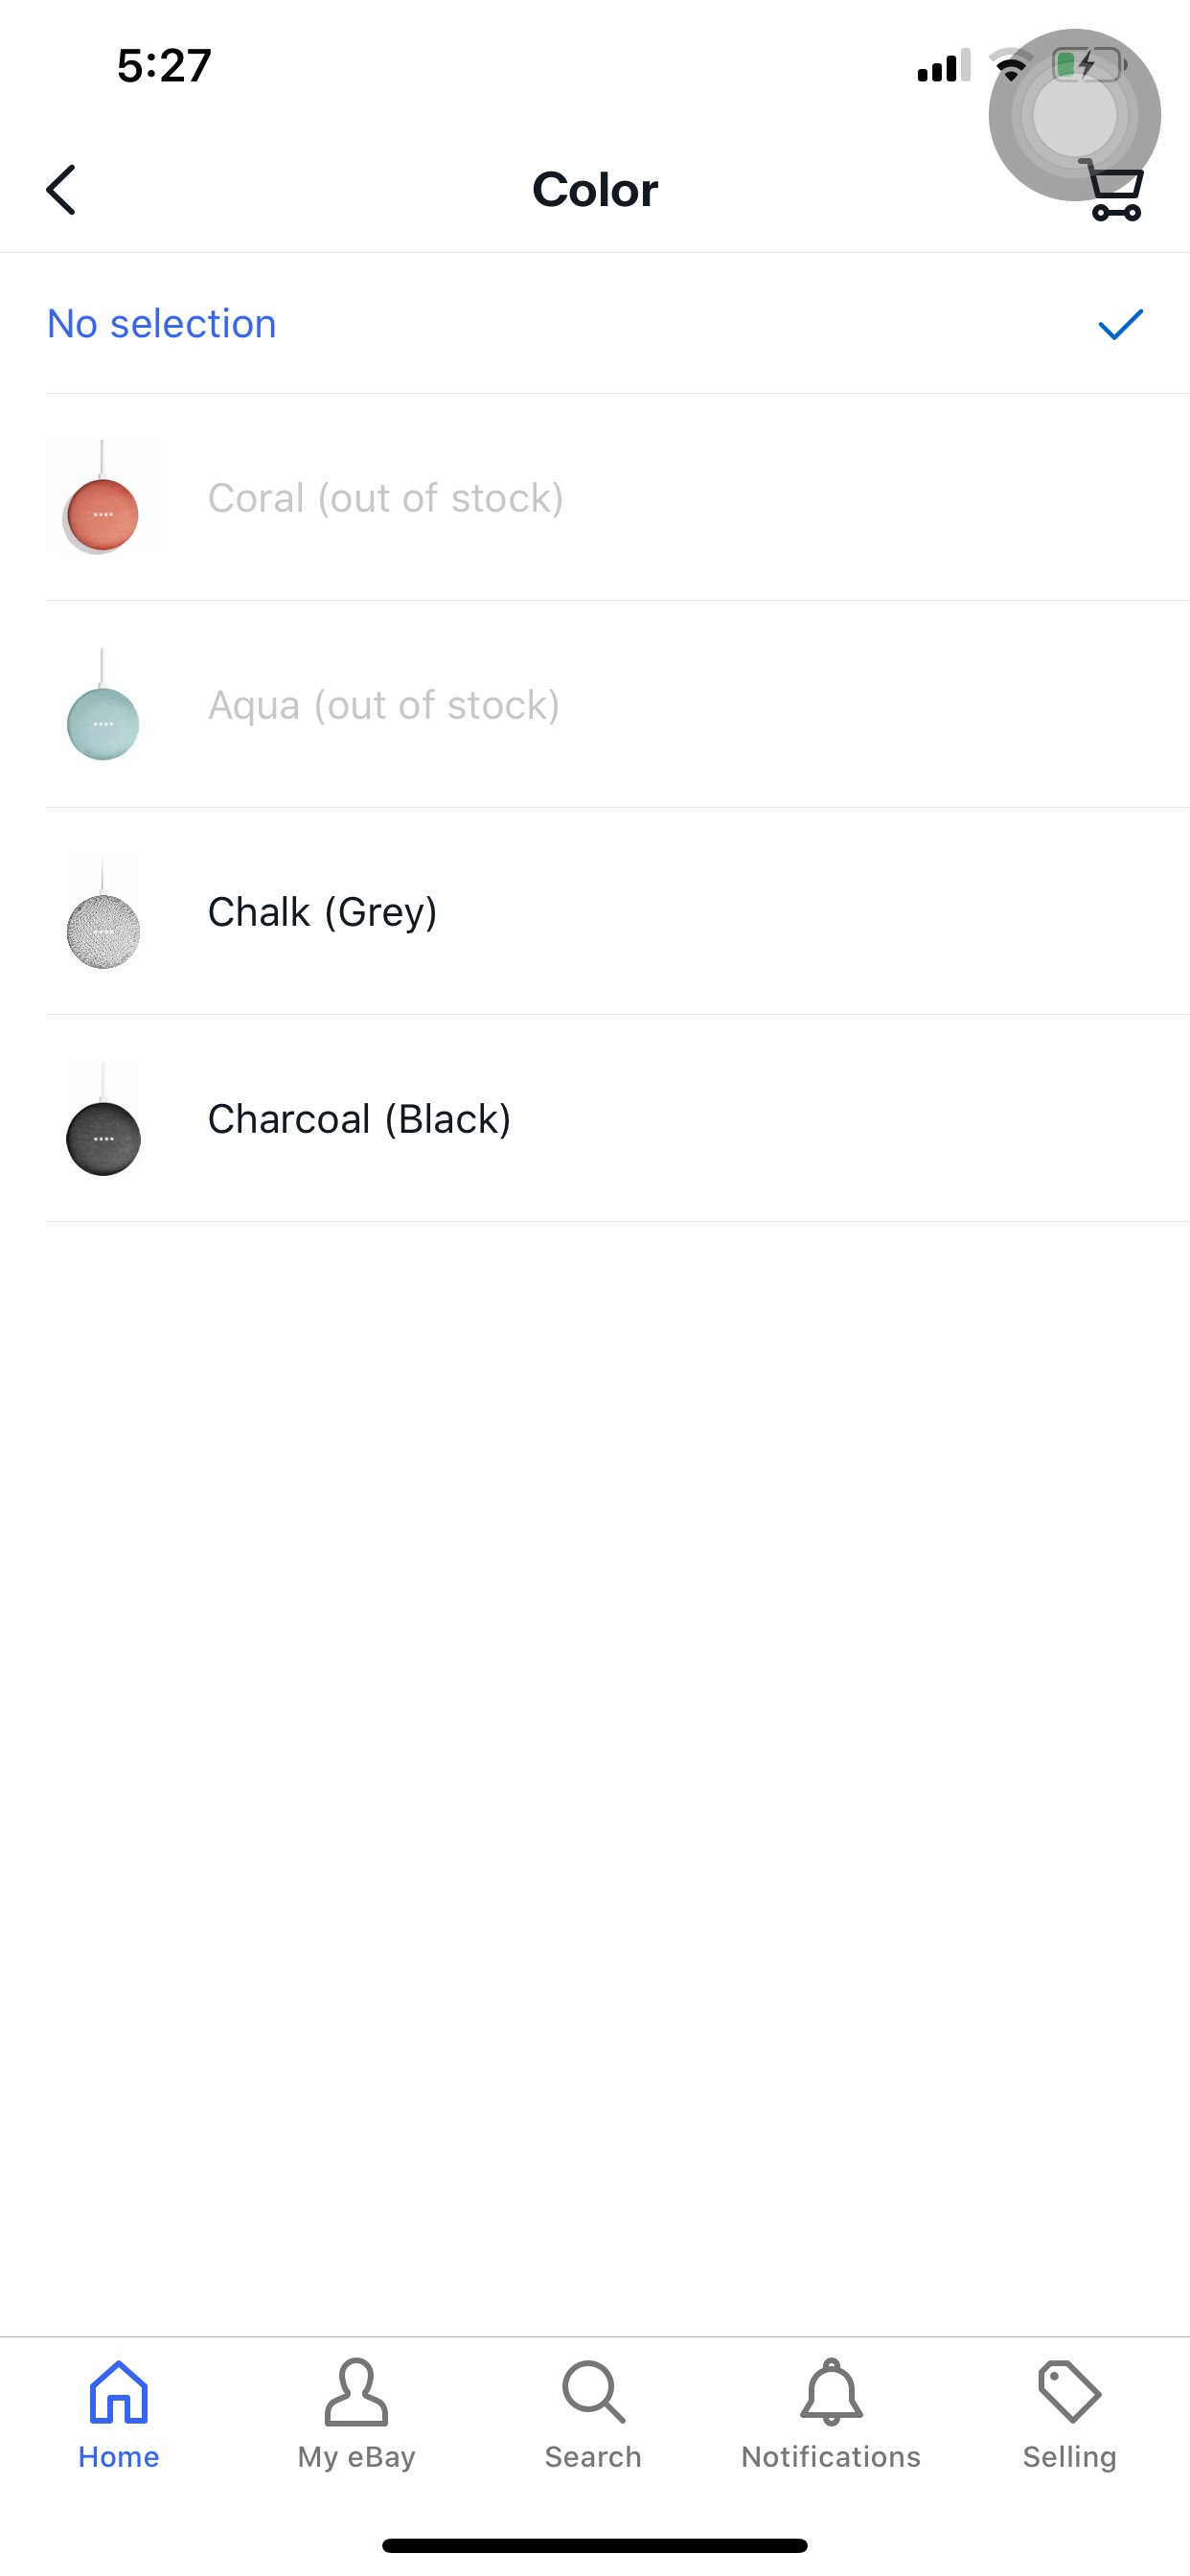 5:27
Color
No selection
Coral (out of stock)
Aqua (out of stock)
Chalk (Grey)
Charcoal (Black)
Home
My eBay
Search
Notifications
Selling